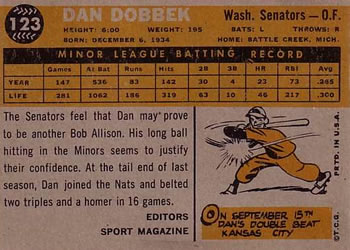 123
DAN DOBBEK
Wash. Senators — O.F.
HEIGHT: 6:00 WEIGHT: 195 BATS: L THROWS: R
BORN: DECEMBER 6, 1934 HOME: BATTLE CREEK, MICH.
MINOR LEAGUE BATTING RECORD
Games At Bat Runs Hits 2B 3B HR RBI Avg.
YEAR 147 536 83 142 30 4 23 73 .265
LIFE 281 1062 186 319 50 9 47 200 .300
The Senators feel that Dan may prove
to be another Bob Allison. His long ball
hitting in the Minors seems to justify
their confidence. At the tail end of last
season, Dan joined the Nats and belted
two triples and a homer in 16 games.
EDITORS
SPORT MAGAZINE
ON SEPTEMBER 15TH
DAN'S DOUBLE BEAT
KANSAS CITY
©T.C.G. PRTD. IN U.S.A.